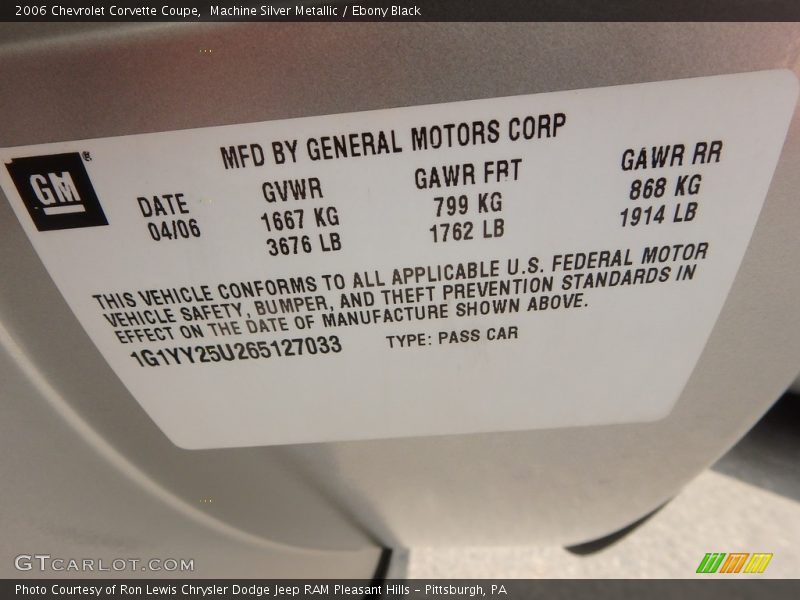 2006 Chevrolet Corvette Coupe, Machine Silver Metallic / Ebony Black
GM®
MFD BY GENERAL MOTORS CORP
DATE GVWR GAWR FRT GAWR RR
04/06 1667 KG 799 KG 868 KG
3676 LB 1762 LB 1914 LB
THIS VEHICLE CONFORMS TO ALL APPLICABLE U.S. FEDERAL MOTOR
VEHICLE SAFETY, BUMPER, AND THEFT PREVENTION STANDARDS IN
EFFECT ON THE DATE OF MANUFACTURE SHOWN ABOVE.
1G1YY25U265127033 TYPE: PASS CAR
GTCARLOT.COM
Photo Courtesy of Ron Lewis Chrysler Dodge Jeep RAM Pleasant Hills – Pittsburgh, PA